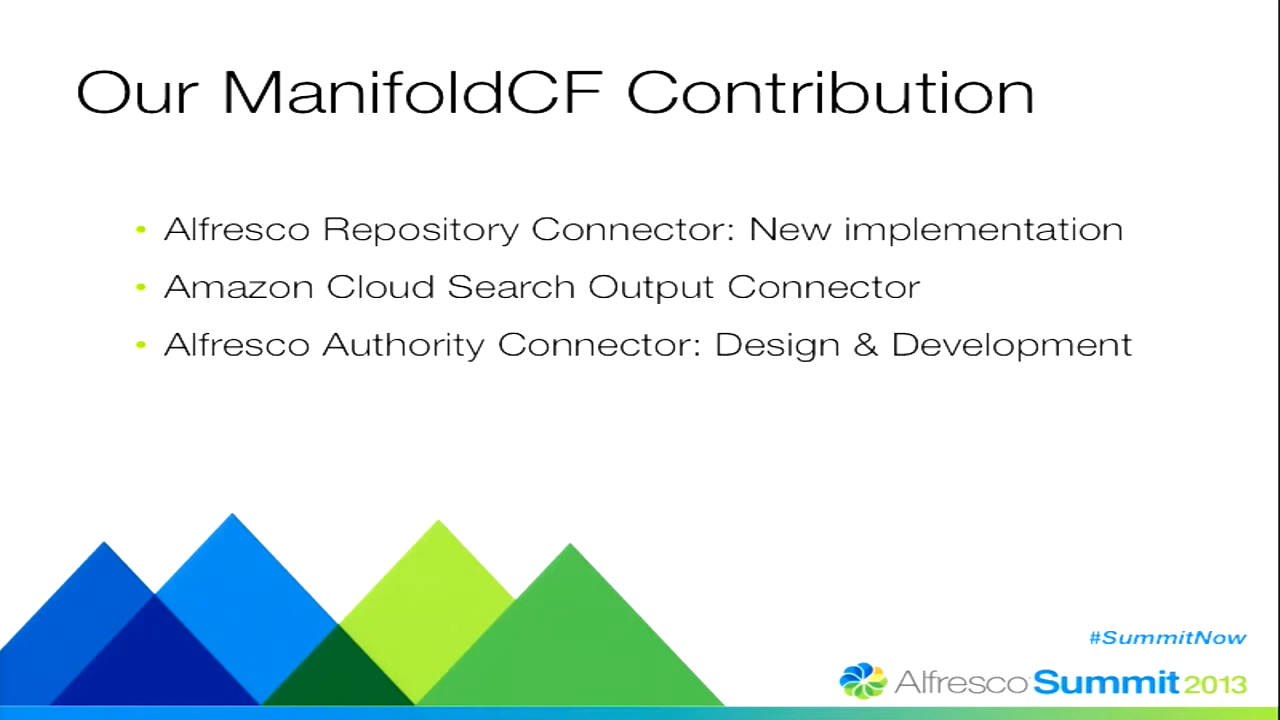 Our ManifoldCF Contribution
• Alfresco Repository Connector: New implementation
• Amazon Cloud Search Output Connector
• Alfresco Authority Connector: Design & Development
#SummitNow
Alfresco Summit 2013